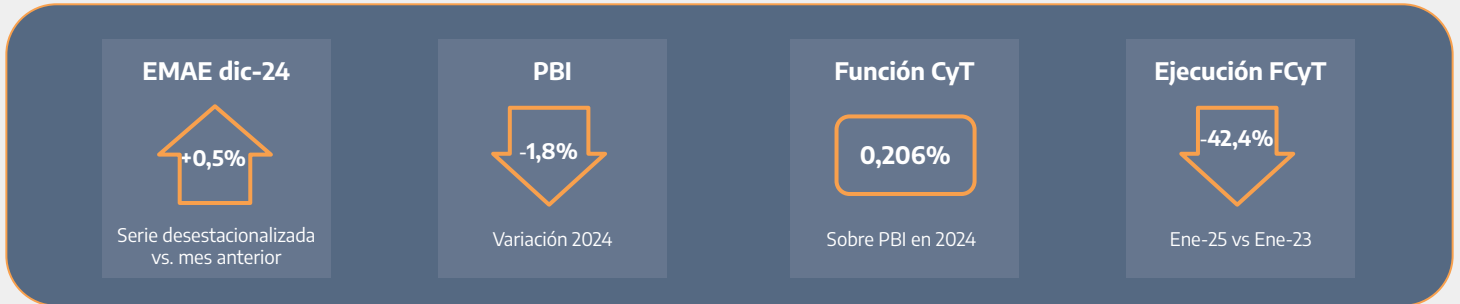 EMAE dic-24
+0,5%
Serie desestacionalizada
vs. mes anterior
PBI
-1,8%
Variación 2024
Función CyT
0,206%
Sobre PBI en 2024
Ejecución FCyT
-42,4%
Ene-25 vs Ene-23